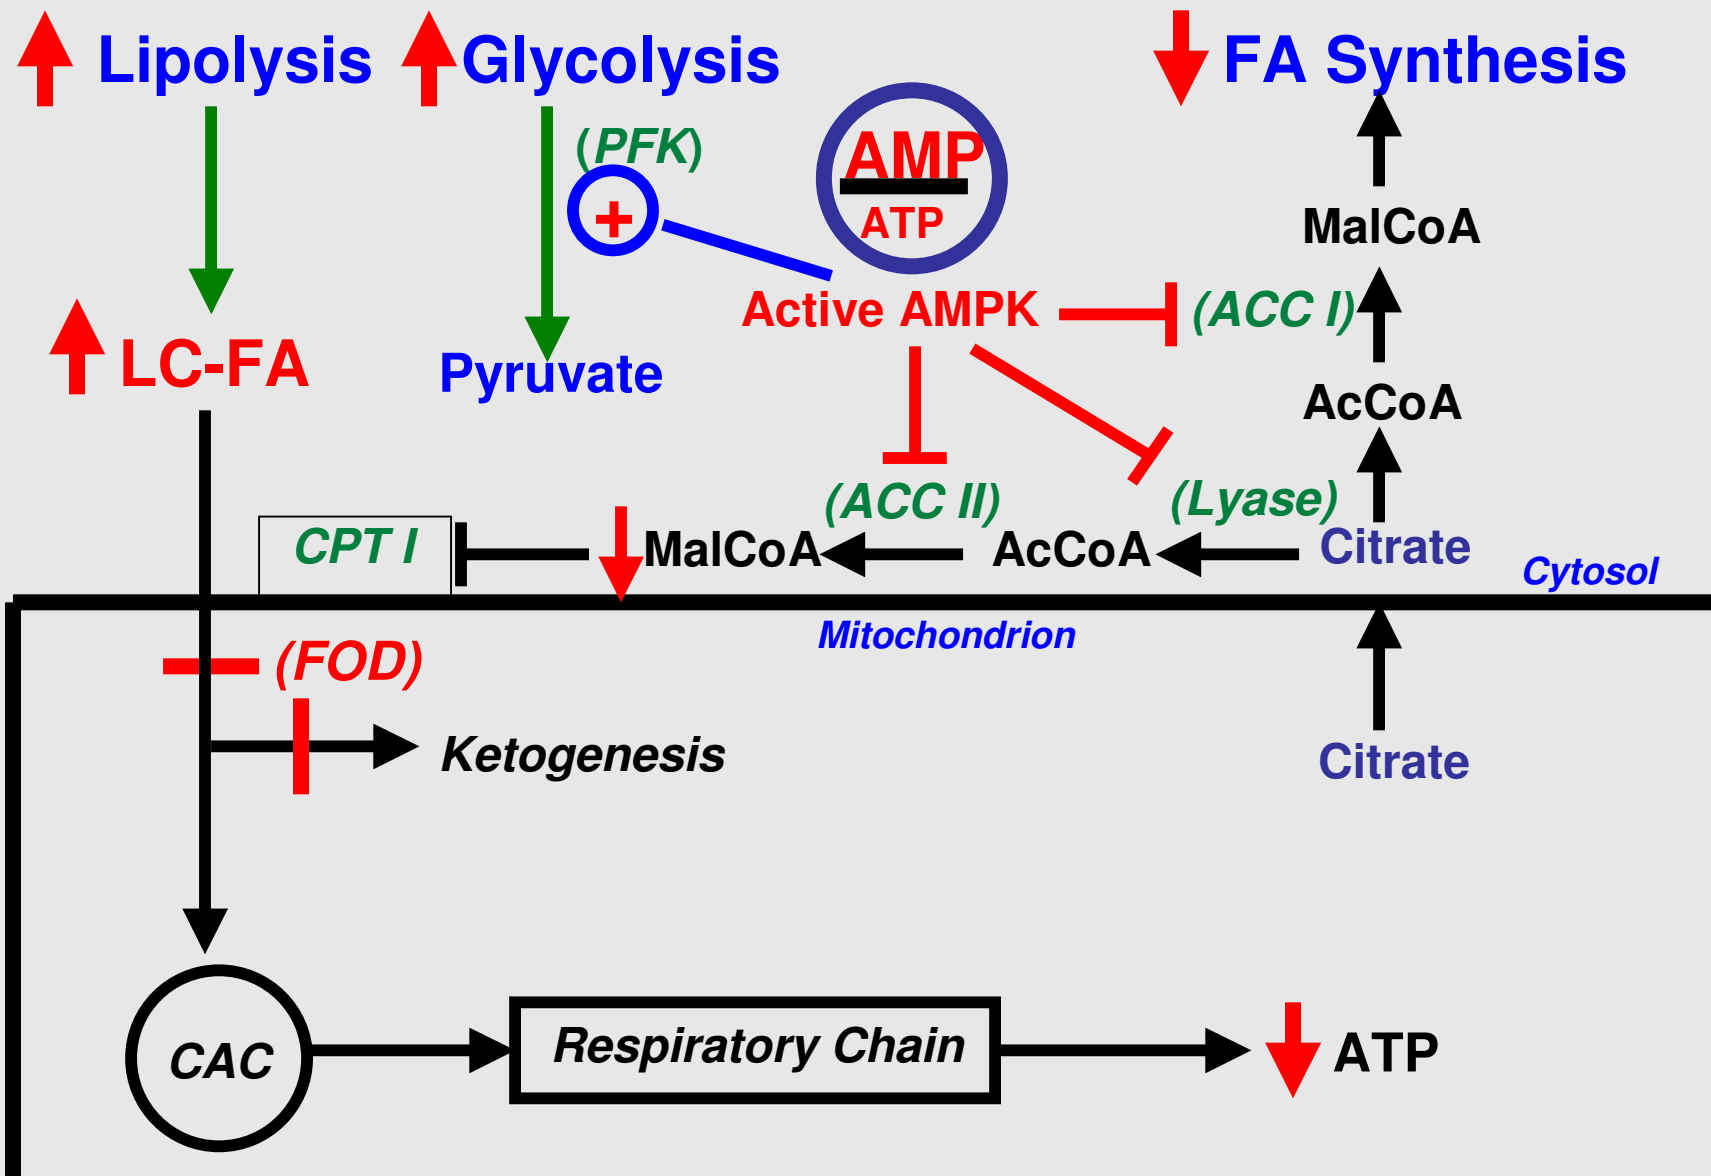 Lipolysis
Glycolysis
FA Synthesis
(PFK)
+
AMP
ATP
MalCoA
Active AMPK
(ACC I)
LC-FA
Pyruvate
AcCoA
(ACC II)
(Lyase)
CPT I
MalCoA
AcCoA
Citrate
Cytosol
Mitochondrion
(FOD)
Ketogenesis
Citrate
CAC
Respiratory Chain
ATP